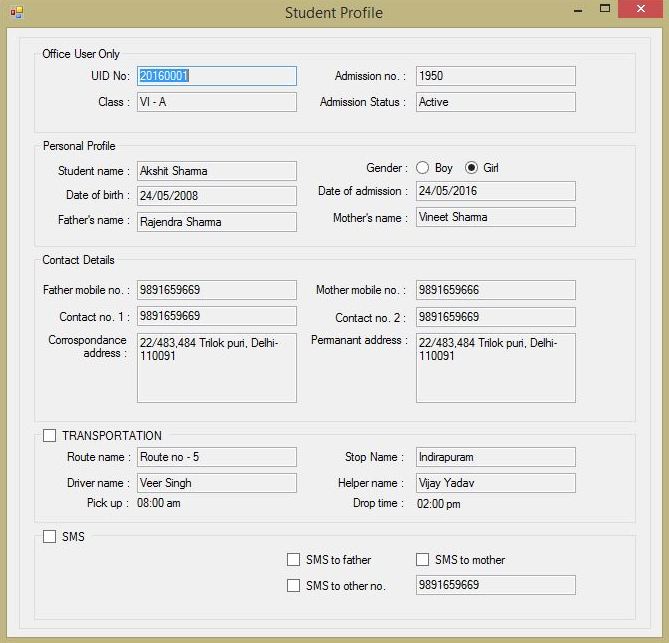 Student Profile
Office User Only
UID No: 20160001 Admission no. : 1950
Class : VI - A Admission Status : Active
Personal Profile
Student name : Akshit Sharma Gender : Boy Girl
Date of birth : 24/05/2008 Date of admission : 24/05/2016
Father's name : Rajendra Sharma Mother's name : Vineet Sharma
Contact Details
Father mobile no. : 9891659669 Mother mobile no. : 9891659666
Contact no. 1 : 9891659669 Contact no. 2 : 9891659669
Corrospondance address : 22/483,484 Trilok puri, Delhi-
110091
Permanant address : 22/483,484 Trilok puri, Delhi-
110091
TRANSPORTATION
Route name : Route no - 5 Stop Name : Indirapuram
Driver name : Veer Singh Helper name : Vijay Yadav
Pick up : 08:00 am Drop time : 02:00 pm
SMS
SMS to father SMS to mother
SMS to other no. 9891659669